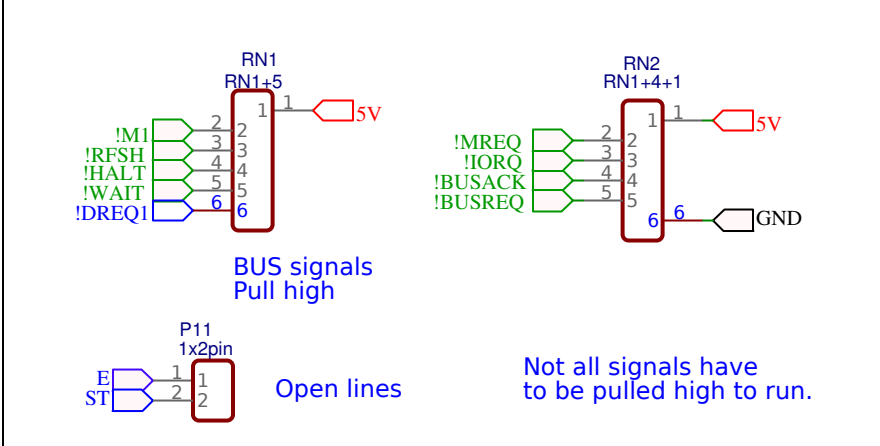 RN1
RN1+5
1 1 5V
!M1 2 2
!RFSH 3 3
!HALT 4 4
!WAIT 5 5
!DREQ1 6 6
BUS signals
Pull high
RN2
RN1+4+1
1 1 5V
!MREQ 2 2
!IORQ 3 3
!BUSACK 4 4
!BUSREQ 5 5
6 6 GND
P11
1x2pin
E 1 1
ST 2 2
Open lines
Not all signals have
to be pulled high to run.